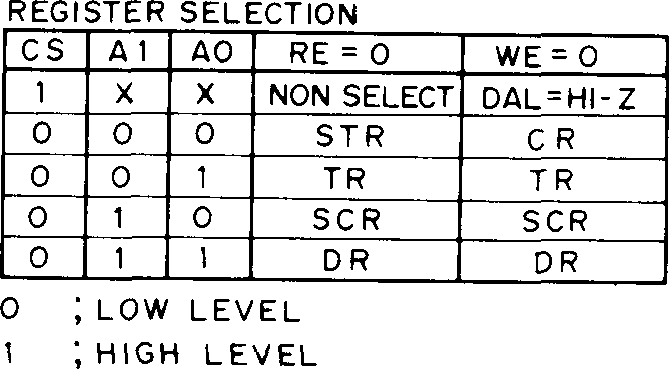 REGISTER SELECTION
CS A1 A0 RE = 0 WE = 0
1 X X NON SELECT DAL=HI-Z
0 0 0 STR CR
0 0 1 TR TR
0 1 0 SCR SCR
0 1 1 DR DR
0 ; LOW LEVEL
1 ; HIGH LEVEL